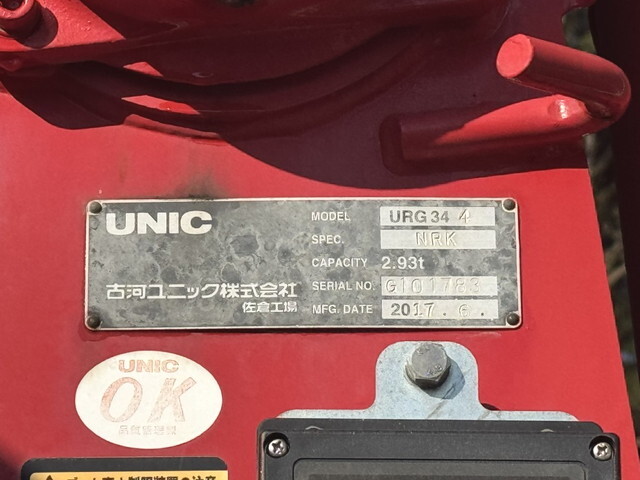 UNIC
MODEL URG34 4
SPEC. NRK
CAPACITY 2.93t
SERIAL NO. G101783
MFG. DATE 2017.6.
古河ユニック株式会社
佐倉工場
UNIC
OK